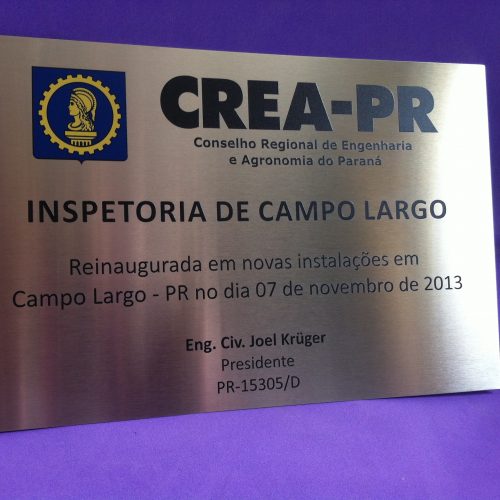 CREA-PR
Conselho Regional de Engenharia
e Agronomia do Paraná
INSPETORIA DE CAMPO LARGO
Reinaugurada em novas instalações em
Campo Largo - PR no dia 07 de novembro de 2013
Eng. Civ. Joel Krüger
Presidente
PR-15305/D